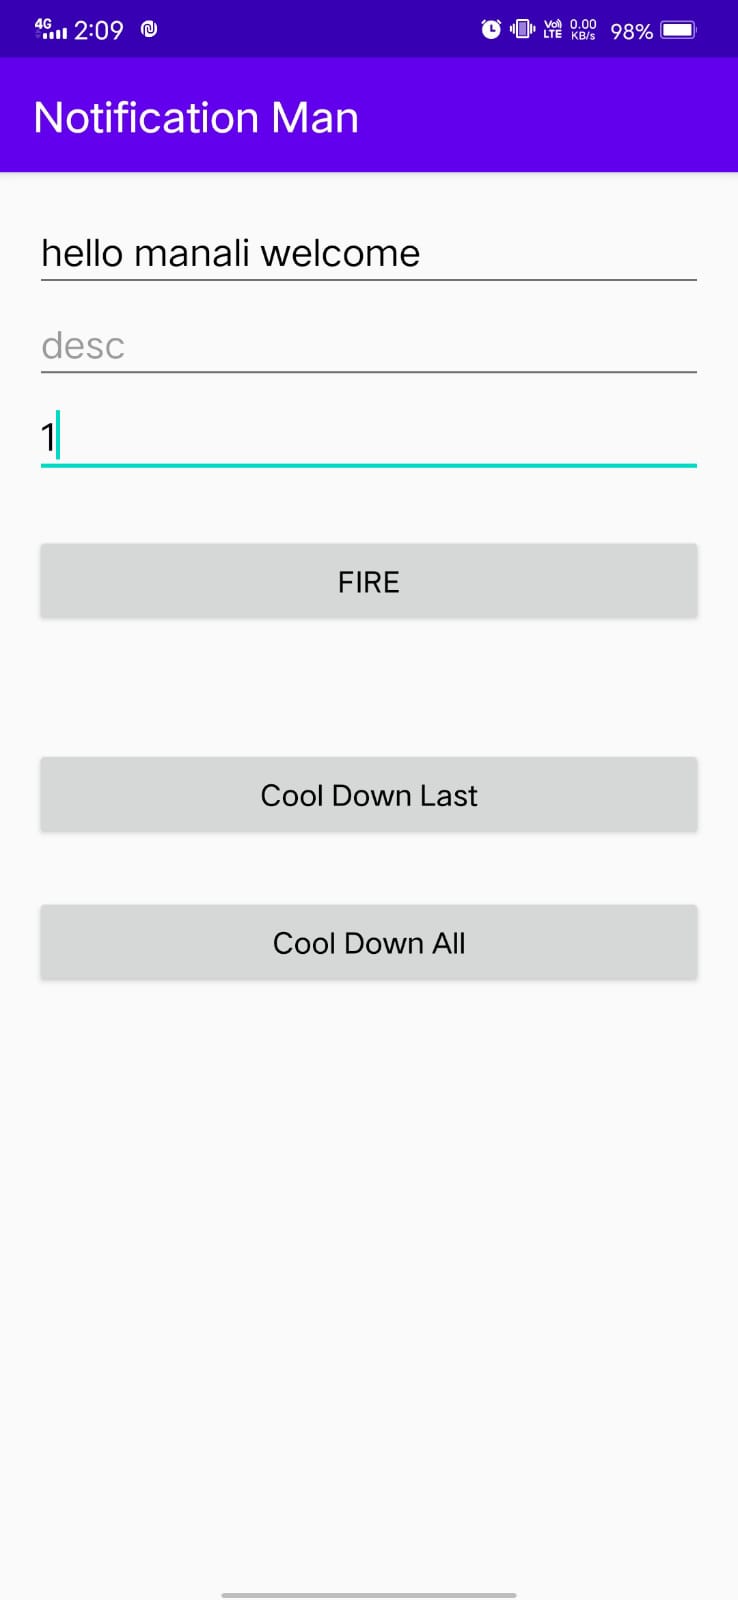 4G 2:09 Vo) LTE 0.00 KB/s 98%
Notification Man
hello manali welcome
desc
1
FIRE
Cool Down Last
Cool Down All